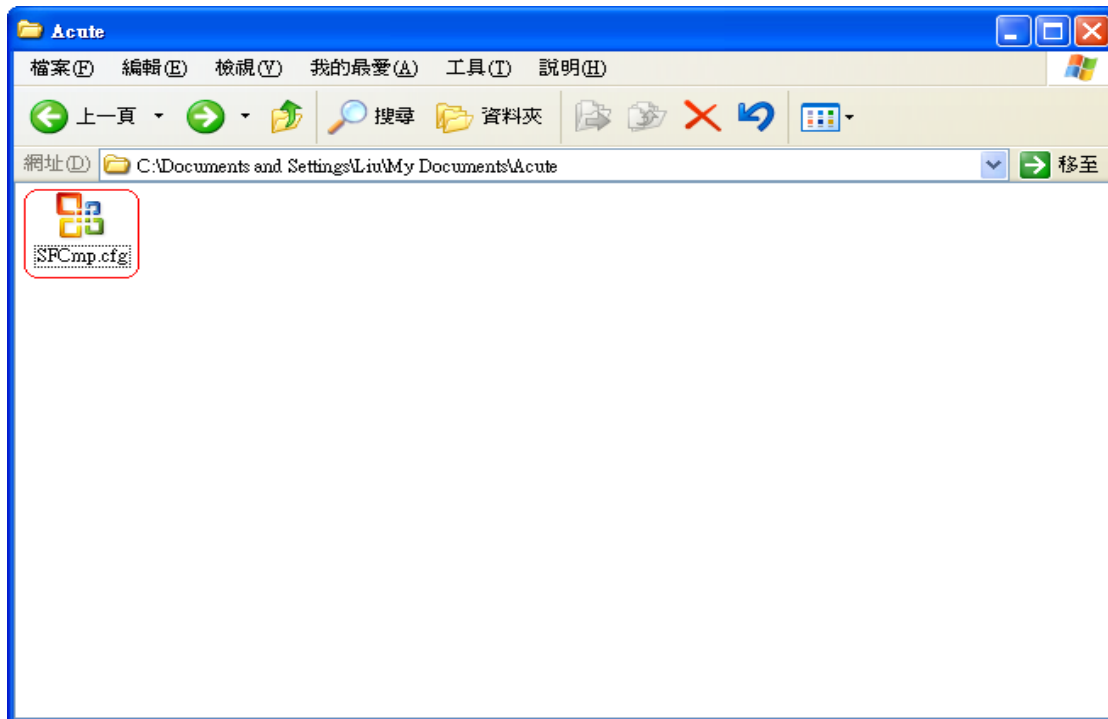 Acute
檔案(F) 編輯(E) 檢視(V) 我的最愛(A) 工具(T) 說明(H)
上一頁 搜尋 資料夾
網址(D) C:\Documents and Settings\Liu\My Documents\Acute 移至
SFCmp.cfg